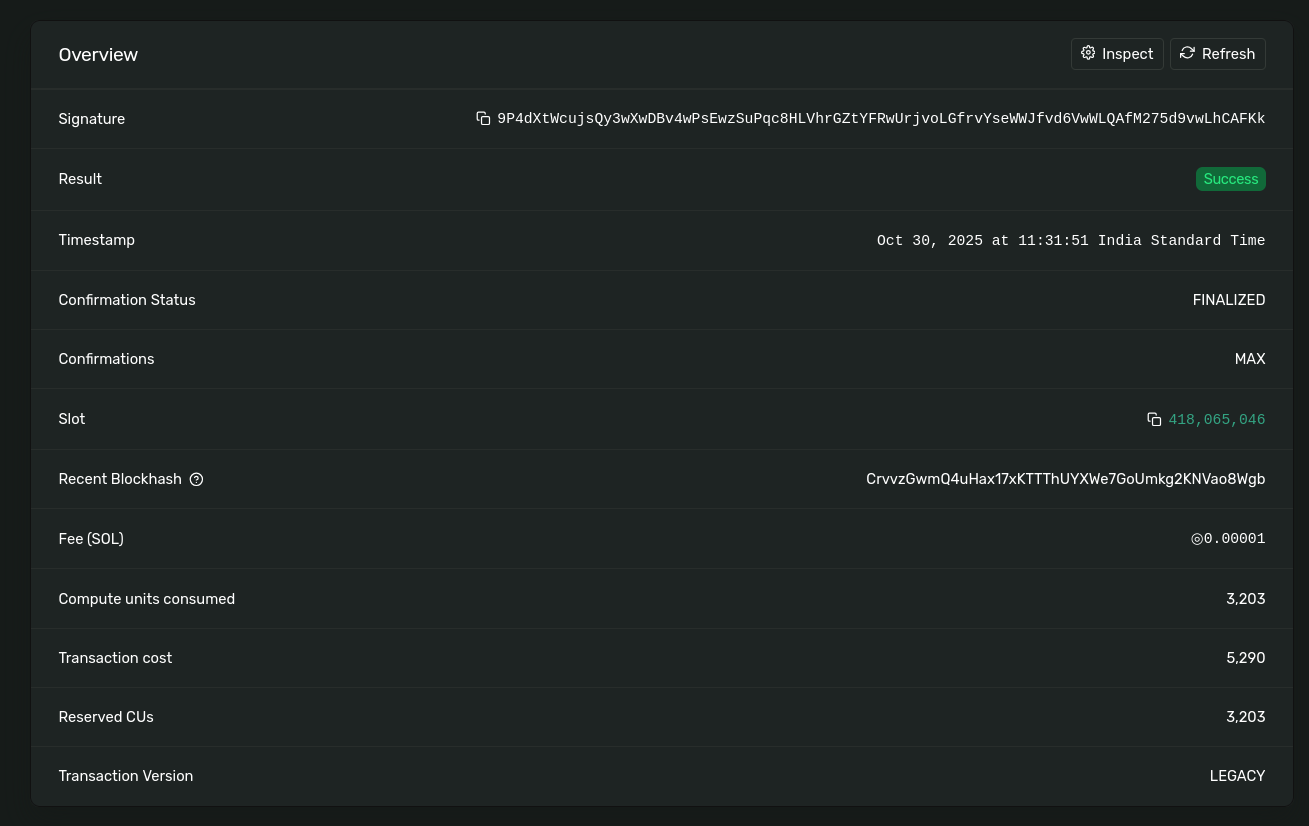 Overview
Inspect
Refresh
Signature
9P4dXtWcujsQy3wXwDBv4wPsEwzSuPqc8HLVhrGZtYFRwUrjvoLGfrvYseWWJfvd6VwWLQAfM275d9vwLhCAFKk
Result
Success
Timestamp
Oct 30, 2025 at 11:31:51 India Standard Time
Confirmation Status
FINALIZED
Confirmations
MAX
Slot
418,065,046
Recent Blockhash
CrvvzGwmQ4uHax17xKTTThUYXWe7GoUmkg2KNVao8Wgb
Fee (SOL)
◎0.00001
Compute units consumed
3,203
Transaction cost
5,290
Reserved CUs
3,203
Transaction Version
LEGACY